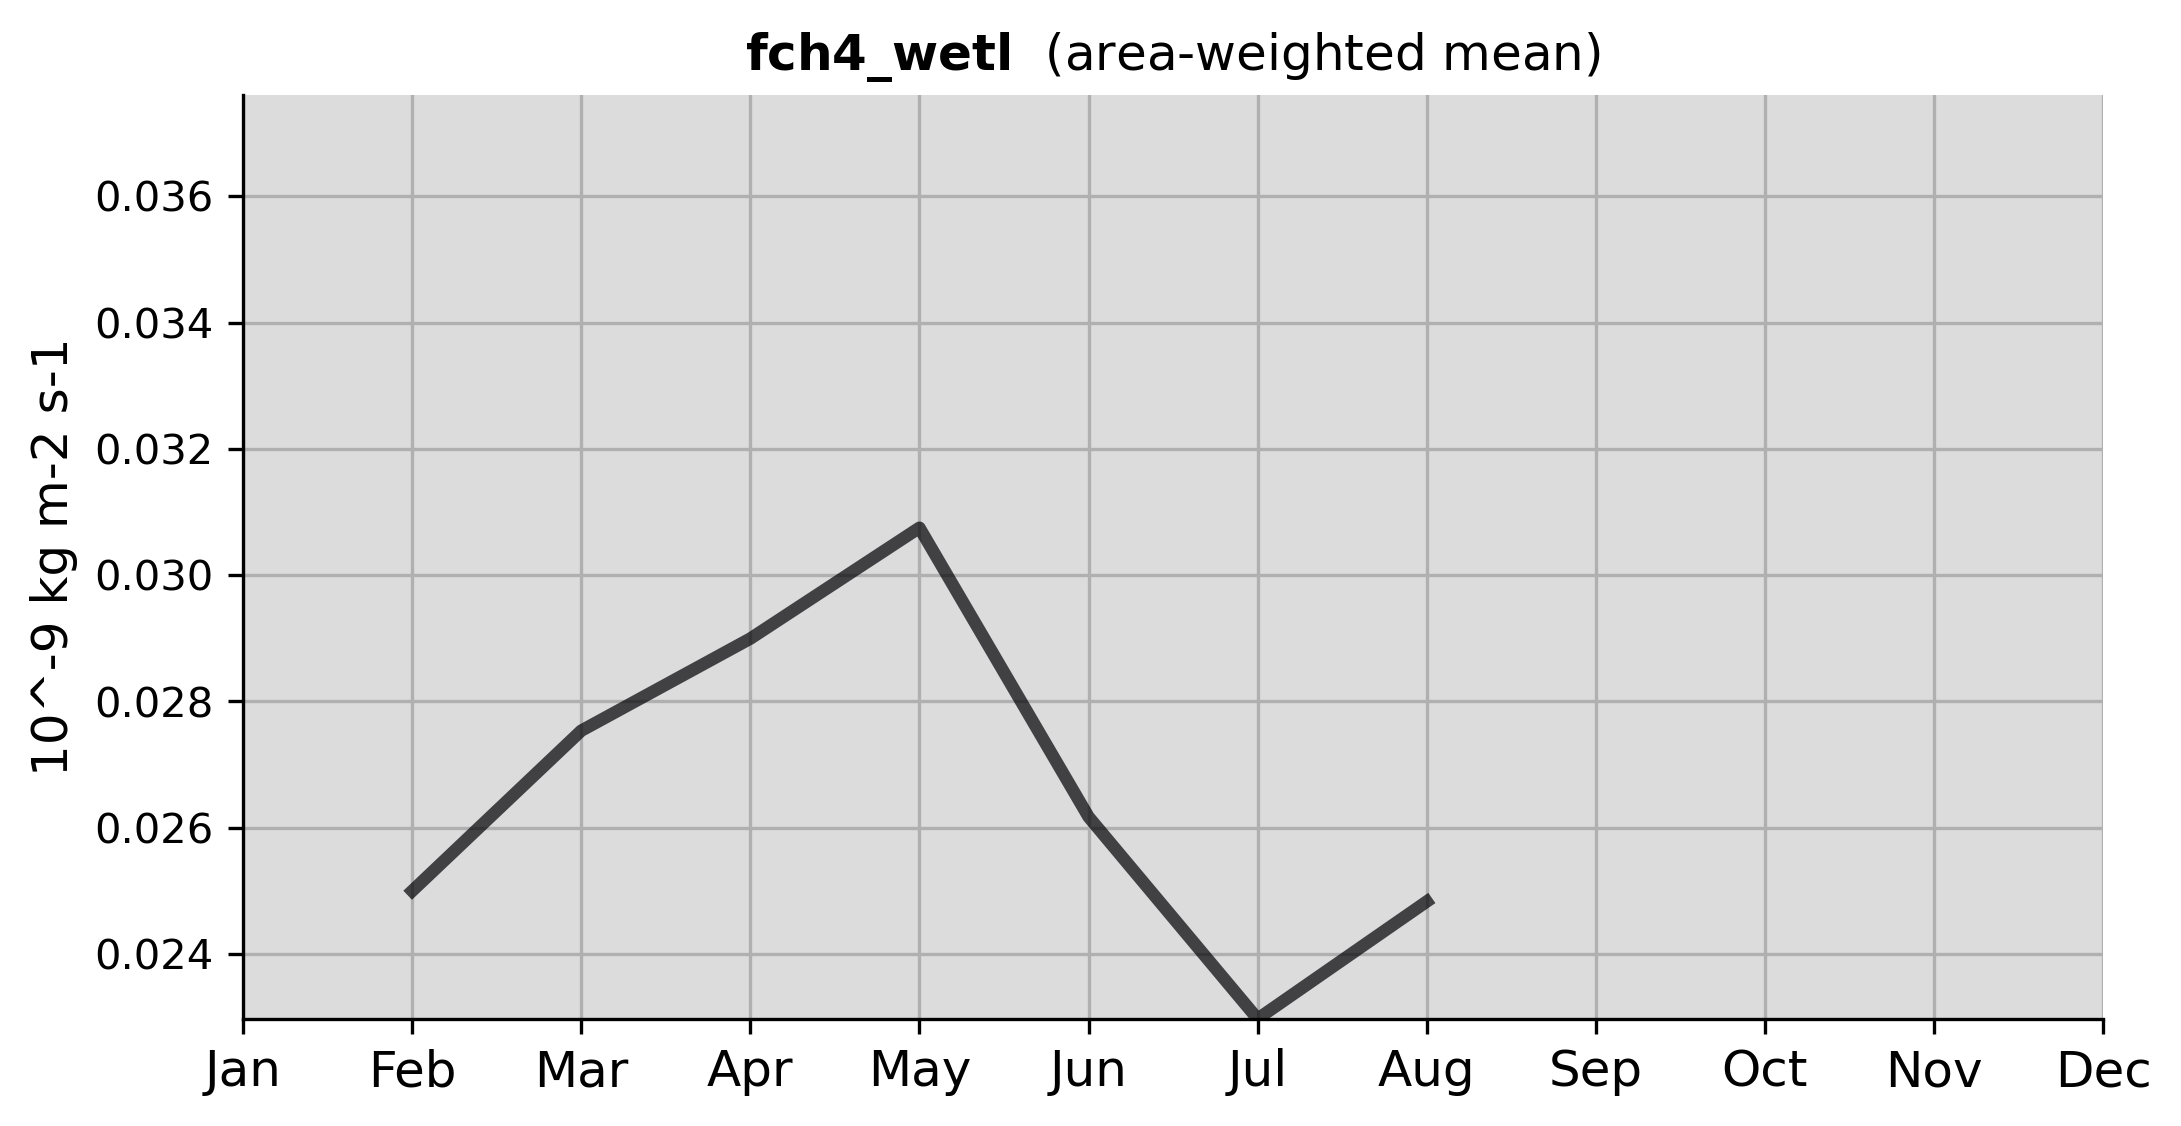 fch4_wetl (area-weighted mean)
10^-9 kg m-2 s-1
0.036
0.034
0.032
0.030
0.028
0.026
0.024
Jan Feb Mar Apr May Jun Jul Aug Sep Oct Nov Dec